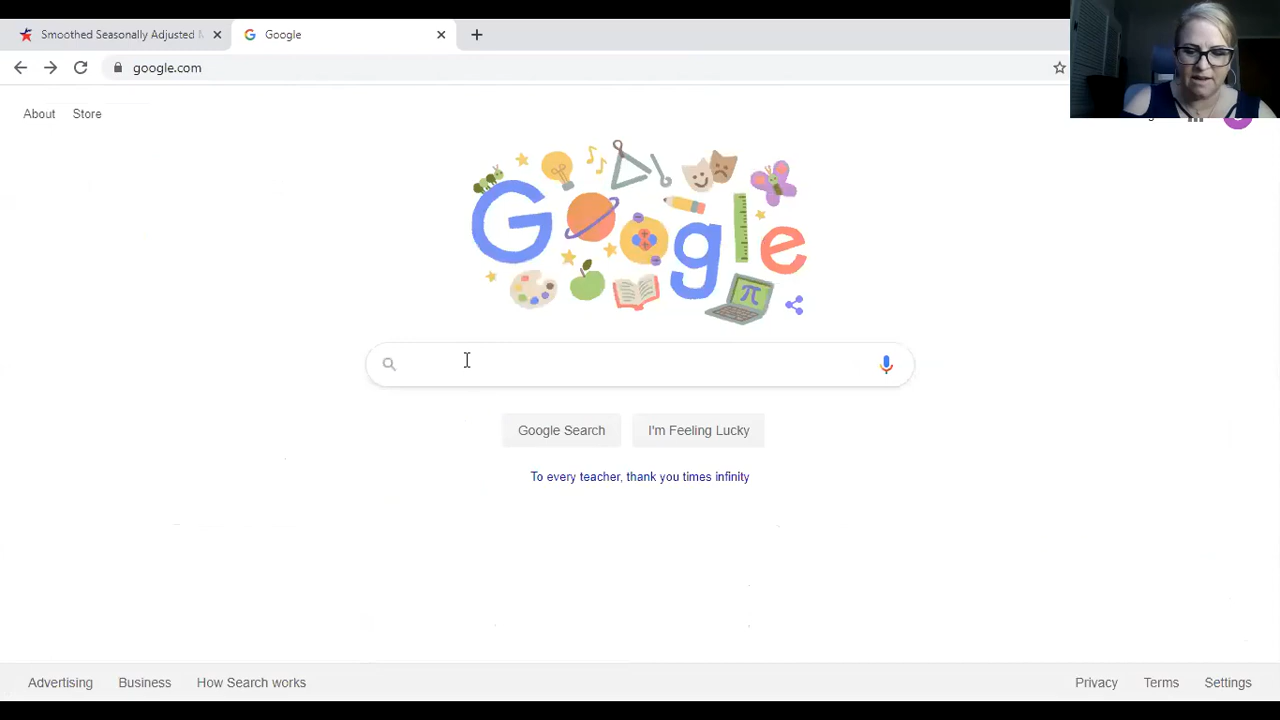 Smoothed Seasonally Adjusted
Google
google.com
About Store
Google
π
Google Search I'm Feeling Lucky
To every teacher, thank you times infinity
Advertising Business How Search works Privacy Terms Settings